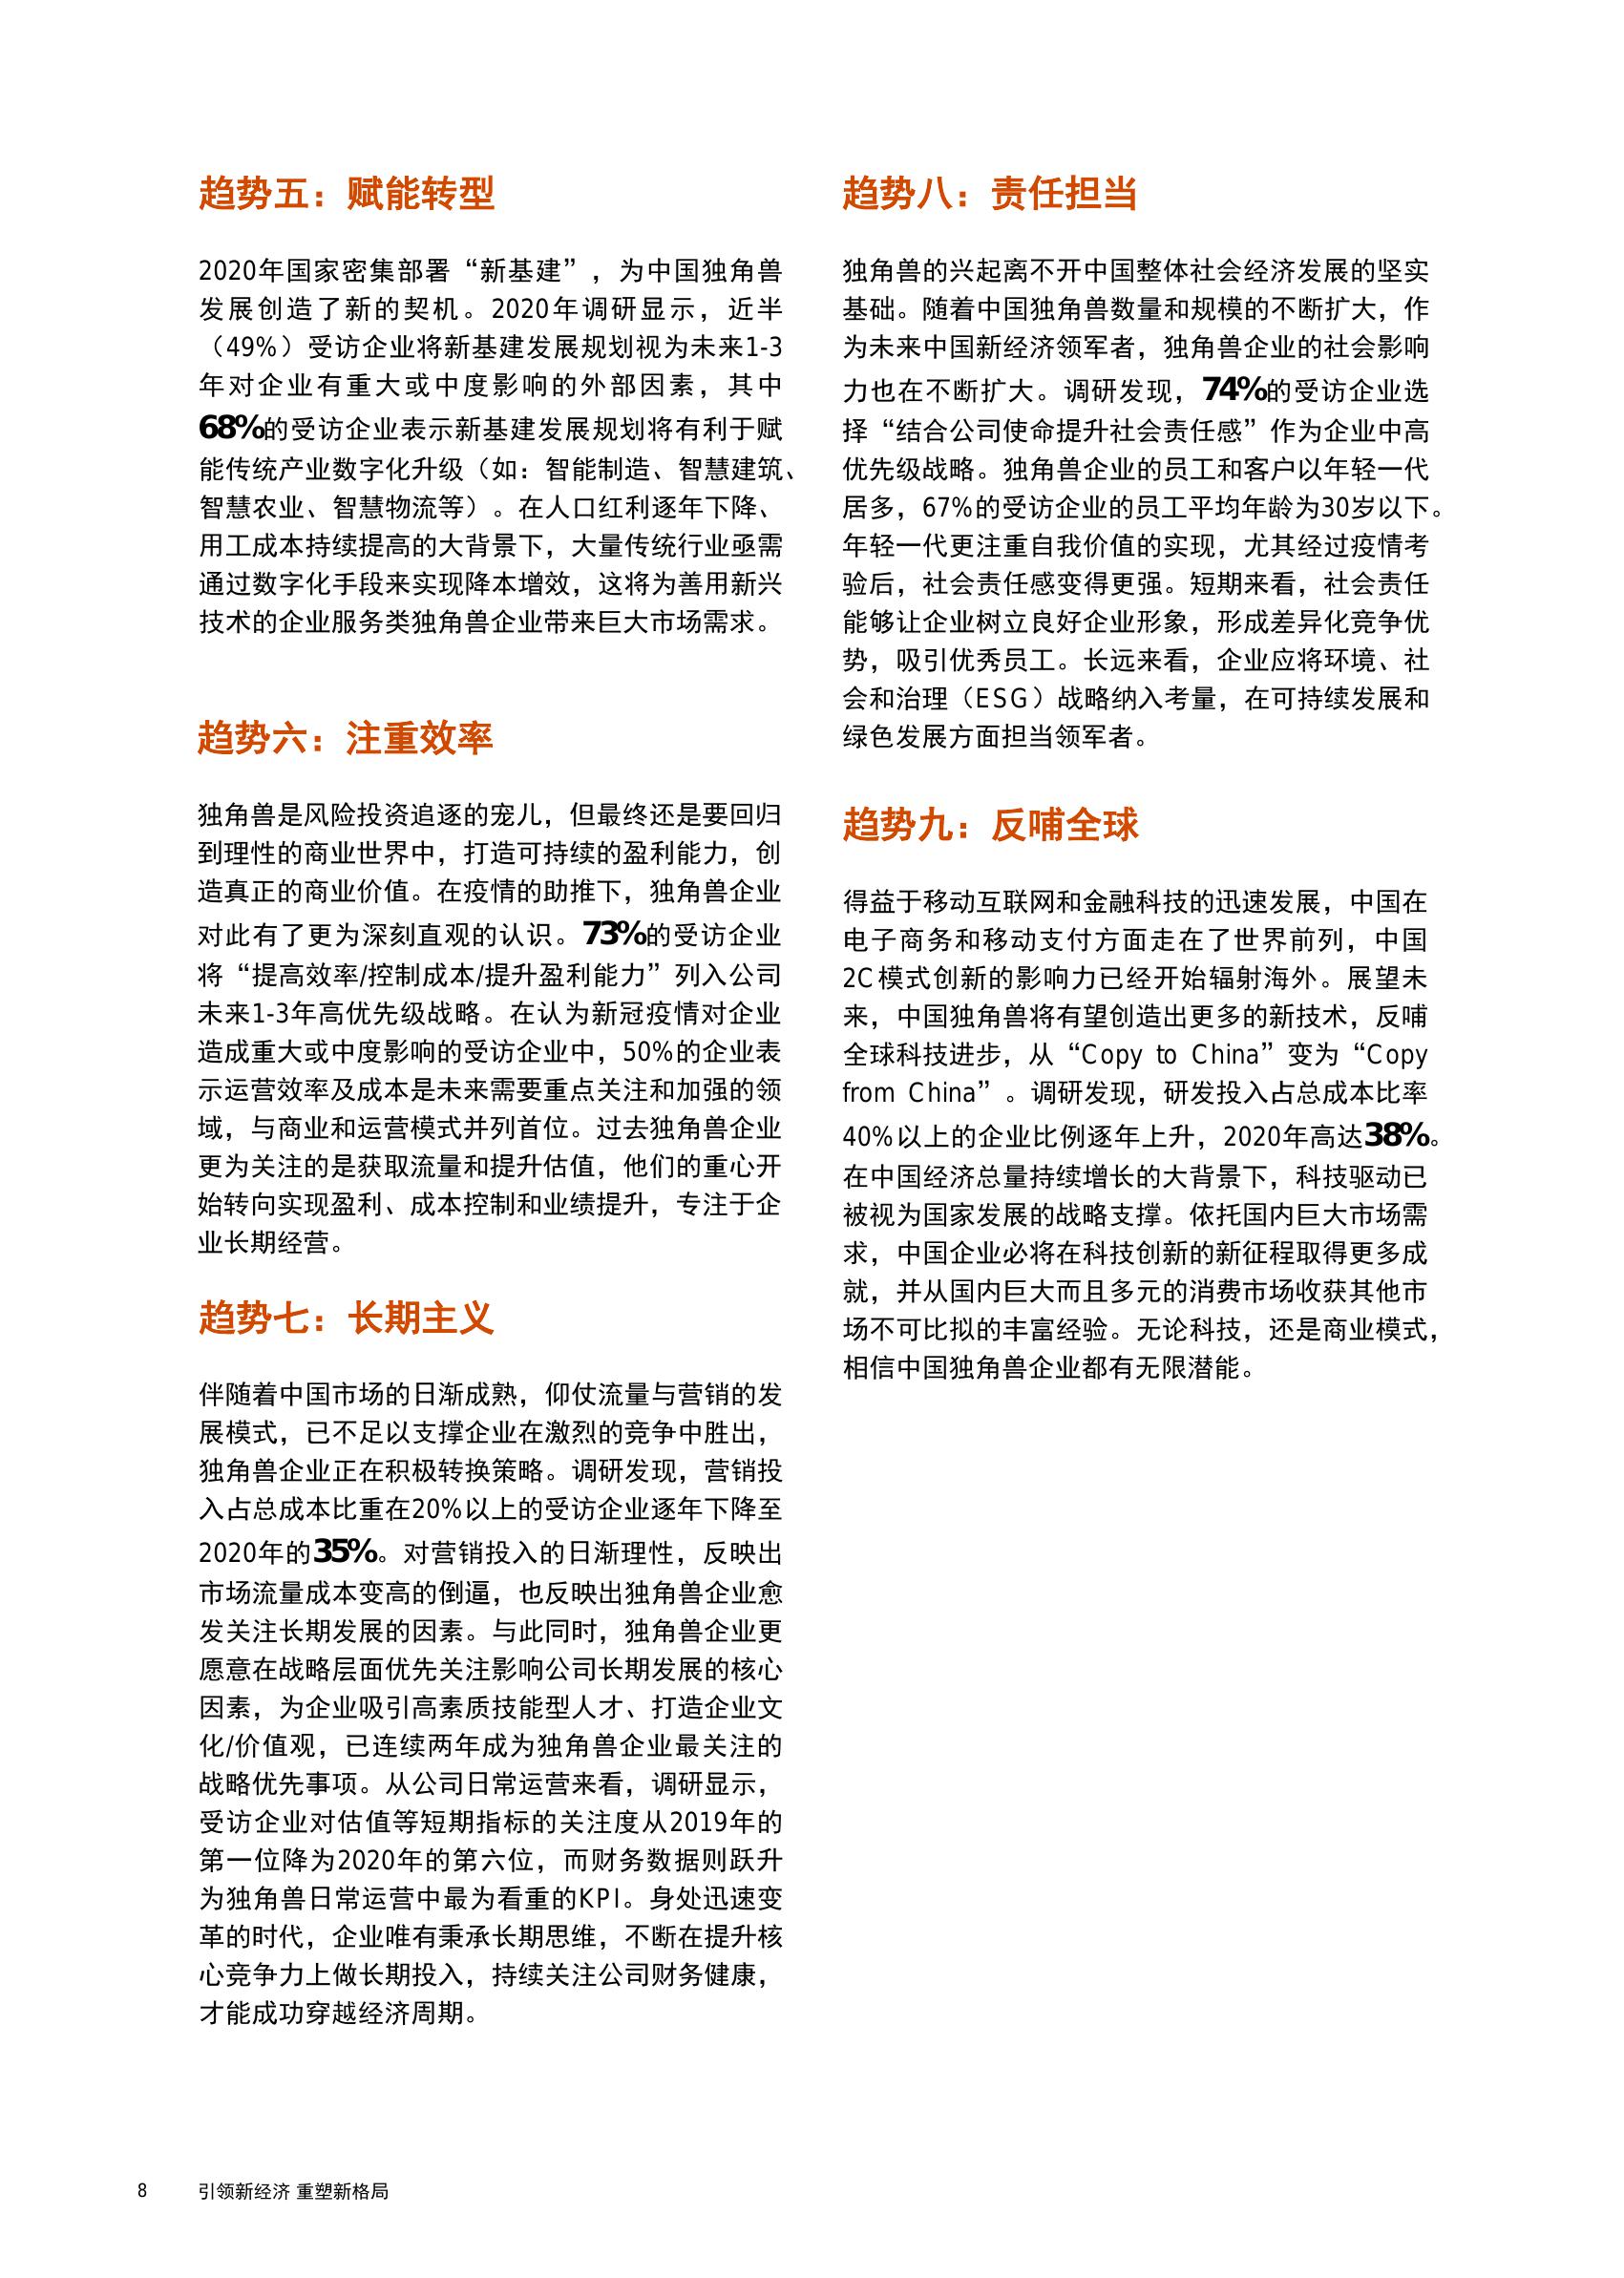 趋势五：赋能转型
2020年国家密集部署“新基建”，为中国独角兽
发展创造了新的契机。2020年调研显示，近半
（49%）受访企业将新基建发展规划视为未来1-3
年对企业有重大或中度影响的外部因素，其中
68%的受访企业表示新基建发展规划将有利于赋
能传统产业数字化升级（如：智能制造、智慧建筑、
智慧农业、智慧物流等）。在人口红利逐年下降、
用工成本持续提高的大背景下，大量传统行业亟需
通过数字化手段来实现降本增效，这将为善用新兴
技术的企业服务类独角兽企业带来巨大市场需求。
趋势六：注重效率
独角兽是风险投资追逐的宠儿，但最终还是要回归
到理性的商业世界中，打造可持续的盈利能力，创
造真正的商业价值。在疫情的助推下，独角兽企业
对此有了更为深刻直观的认识。73%的受访企业
将“提高效率/控制成本/提升盈利能力”列入公司
未来1-3年高优先级战略。在认为新冠疫情对企业
造成重大或中度影响的受访企业中，50%的企业表
示运营效率及成本是未来需要重点关注和加强的领
域，与商业和运营模式并列首位。过去独角兽企业
更为关注的是获取流量和提升估值，他们的重心开
始转向实现盈利、成本控制和业绩提升，专注于企
业长期经营。
趋势七：长期主义
伴随着中国市场的日渐成熟，仰仗流量与营销的发
展模式，已不足以支撑企业在激烈的竞争中胜出，
独角兽企业正在积极转换策略。调研发现，营销投
入占总成本比重在20%以上的受访企业逐年下降至
2020年的35%。对营销投入的日渐理性，反映出
市场流量成本变高的倒逼，也反映出独角兽企业愈
发关注长期发展的因素。与此同时，独角兽企业更
愿意在战略层面优先关注影响公司长期发展的核心
因素，为企业吸引高素质技能型人才、打造企业文
化/价值观，已连续两年成为独角兽企业最关注的
战略优先事项。从公司日常运营来看，调研显示，
受访企业对估值等短期指标的关注度从2019年的
第一位降为2020年的第六位，而财务数据则跃升
为独角兽日常运营中最为看重的KPI。身处迅速变
革的时代，企业唯有秉承长期思维，不断在提升核
心竞争力上做长期投入，持续关注公司财务健康，
才能成功穿越经济周期。
趋势八：责任担当
独角兽的兴起离不开中国整体社会经济发展的坚实
基础。随着中国独角兽数量和规模的不断扩大，作
为未来中国新经济领军者，独角兽企业的社会影响
力也在不断扩大。调研发现，74%的受访企业选
择“结合公司使命提升社会责任感”作为企业中高
优先级战略。独角兽企业的员工和客户以年轻一代
居多，67%的受访企业的员工平均年龄为30岁以下。
年轻一代更注重自我价值的实现，尤其经过疫情考
验后，社会责任感变得更强。短期来看，社会责任
能够让企业树立良好企业形象，形成差异化竞争优
势，吸引优秀员工。长远来看，企业应将环境、社
会和治理（ESG）战略纳入考量，在可持续发展和
绿色发展方面担当领军者。
趋势九：反哺全球
得益于移动互联网和金融科技的迅速发展，中国在
电子商务和移动支付方面走在了世界前列，中国
2C模式创新的影响力已经开始辐射海外。展望未
来，中国独角兽将有望创造出更多的新技术，反哺
全球科技进步，从“Copy to China”变为“Copy
from China”。调研发现，研发投入占总成本比率
40%以上的企业比例逐年上升，2020年高达38%。
在中国经济总量持续增长的大背景下，科技驱动已
被视为国家发展的战略支撑。依托国内巨大市场需
求，中国企业必将在科技创新的新征程取得更多成
就，并从国内巨大而且多元的消费市场收获其他市
场不可比拟的丰富经验。无论科技，还是商业模式，
相信中国独角兽企业都有无限潜能。
8 引领新经济 重塑新格局